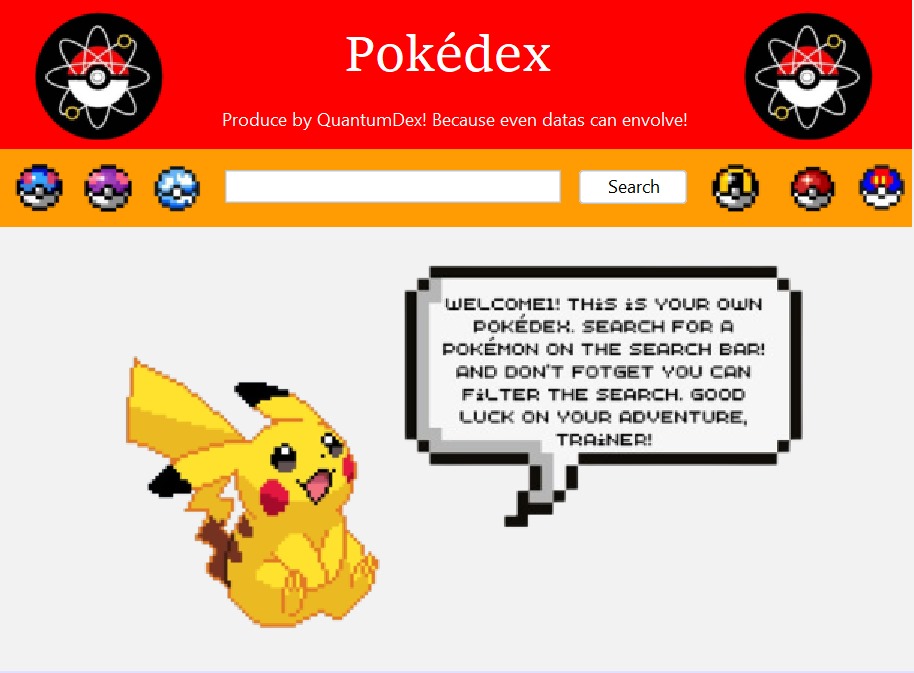 Pokédex
Produce by QuantumDex! Because even datas can envolve!
Search
WELCOME1! THiS iS YOUR OWN
POKÉDEX. SEARCH FOR A
POKÉMON ON THE SEARCH BAR!
AND DON'T FOTGET YOU CAN
FiLTER THE SEARCH. GOOD
LUCK ON YOUR ADVENTURE,
TRAiNER!